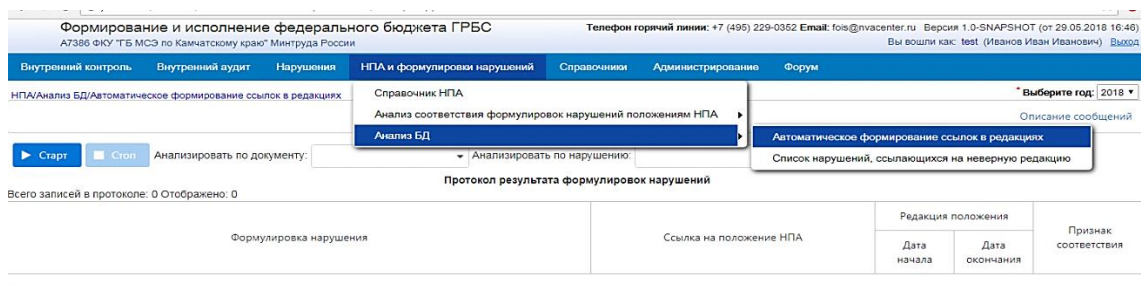 Формирование и исполнение федерального бюджета ГРБС
Телефон горячий линии: +7 (495) 229-0352 Email: fois@nvacenter.ru Версия 1.0-SNAPSHOT (от 29.05.2018 16:46)
А7386 ФКУ "ГБ МСЭ по Камчатскому краю" Минтруда России
Вы вошли как: test (Иванов Иван Иванович) Выход
Внутренний контроль Внутренний аудит Нарушения НПА и формулировки нарушений Справочники Администрирование Форум
НПА/Анализ БД/Автоматическое формирование ссылок в редакциях
Справочник НПА
* Выберите год: 2018
Анализ соответствия формулировок нарушений положениям НПА
Описание сообщений
Анализ БД
Автоматическое формирование ссылок в редакциях
Список нарушений, ссылающихся на неверную редакцию
Старт Стоп Анализировать по документу: Анализировать по нарушению:
Протокол результата формулировок нарушений
Всего записей в протоколе: 0 Отображено: 0
Формулировка нарушения
Ссылка на положение НПА
Редакция положения
Дата начала
Дата окончания
Признак соответствия